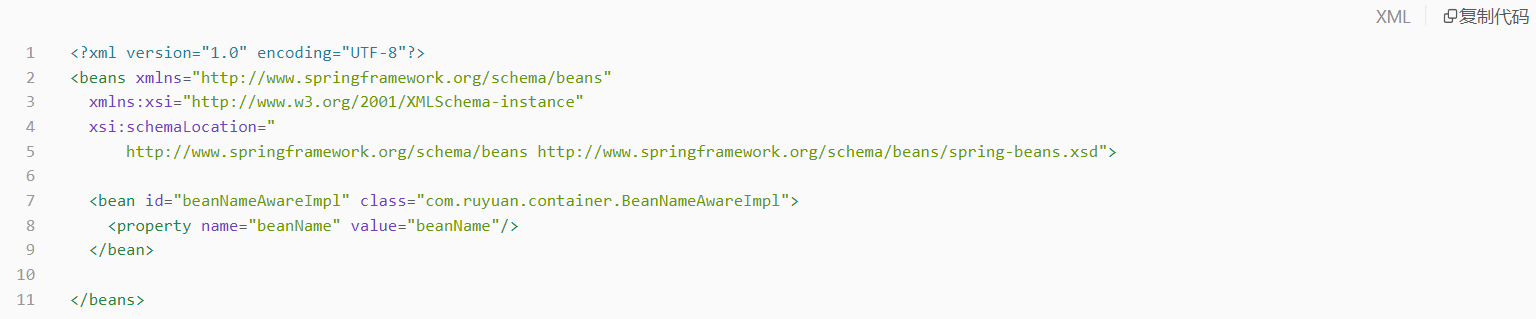 XML 复制代码
1 <?xml version="1.0" encoding="UTF-8"?>
2 <beans xmlns="http://www.springframework.org/schema/beans"
3 xmlns:xsi="http://www.w3.org/2001/XMLSchema-instance"
4 xsi:schemaLocation="
5 http://www.springframework.org/schema/beans http://www.springframework.org/schema/beans/spring-beans.xsd">
6
7 <bean id="beanNameAwareImpl" class="com.ruyuan.container.BeanNameAwareImpl">
8 <property name="beanName" value="beanName"/>
9 </bean>
10
11 </beans>